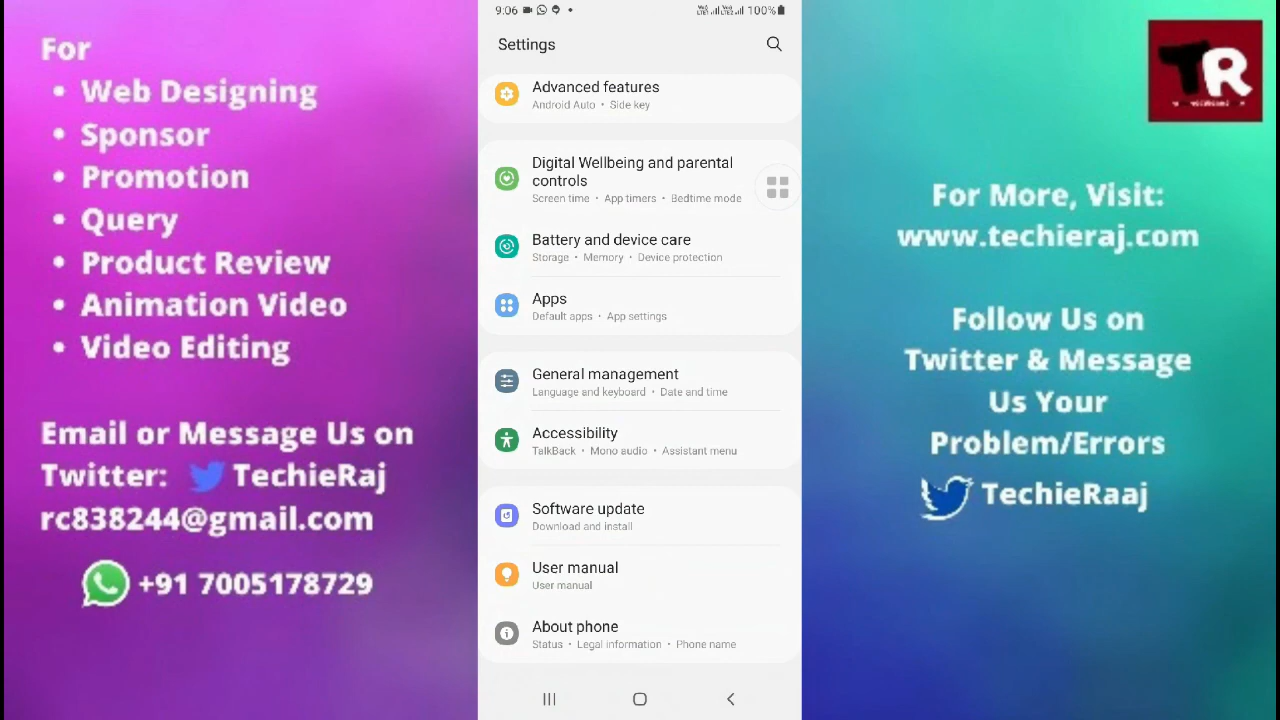 For
• Web Designing
• Sponsor
• Promotion
• Query
• Product Review
• Animation Video
• Video Editing
Email or Message Us on
Twitter: TechieRaj
rc838244@gmail.com
+91 7005178729
9:06
100%
Settings
Advanced features
Android Auto • Side key
Digital Wellbeing and parental
controls
Screen time • App timers • Bedtime mode
Battery and device care
Storage • Memory • Device protection
Apps
Default apps • App settings
General management
Language and keyboard • Date and time
Accessibility
TalkBack • Mono audio • Assistant menu
Software update
Download and install
User manual
User manual
About phone
Status • Legal information • Phone name
TR
For More, Visit:
www.techieraj.com
Follow Us on
Twitter & Message
Us Your
Problem/Errors
TechieRaaj